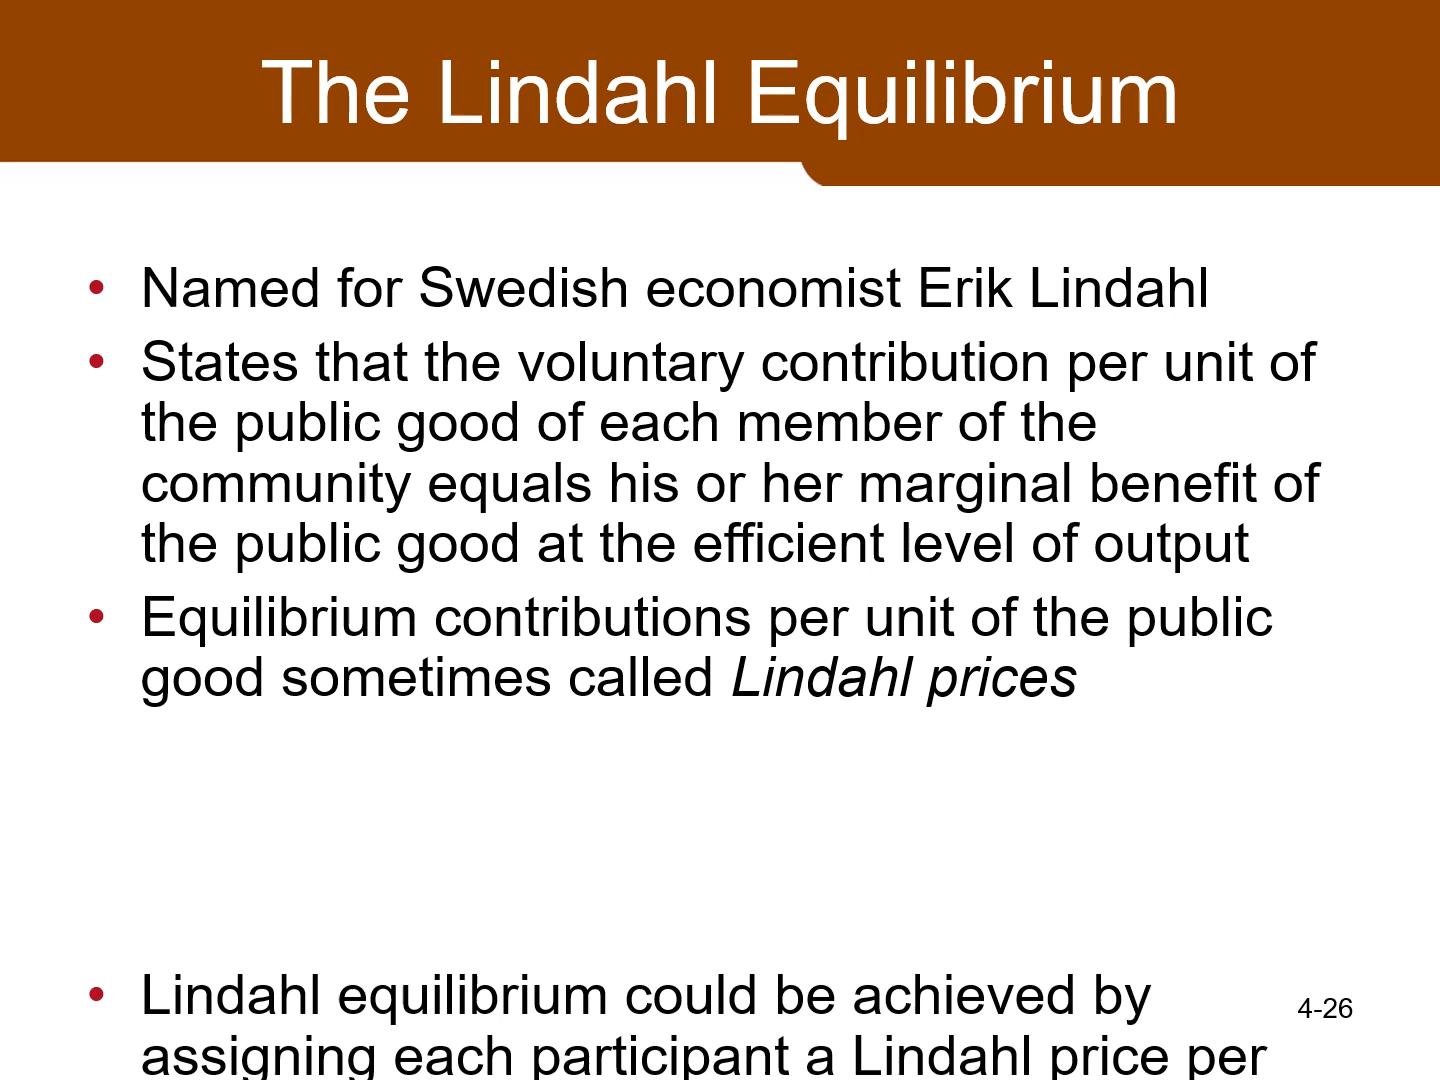 The Lindahl Equilibrium
• Named for Swedish economist Erik Lindahl
• States that the voluntary contribution per unit of
the public good of each member of the
community equals his or her marginal benefit of
the public good at the efficient level of output
• Equilibrium contributions per unit of the public
good sometimes called Lindahl prices
• Lindahl equilibrium could be achieved by
4-26
assigning each participant a Lindahl price per